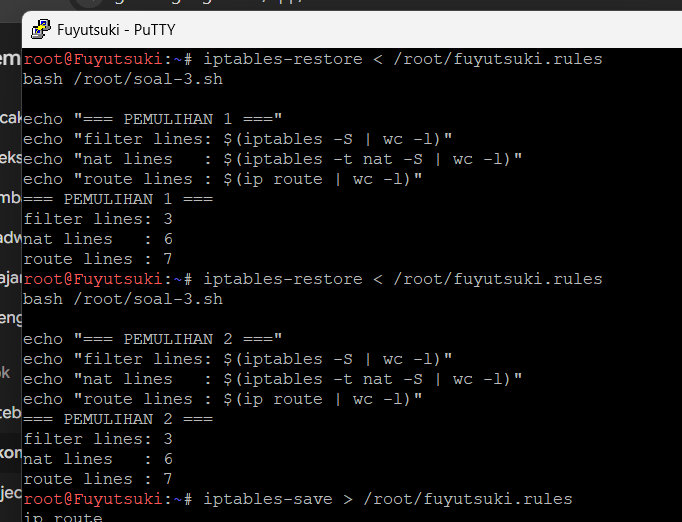 Fuyutsuki - PuTTY
root@Fuyutsuki:~# iptables-restore < /root/fuyutsuki.rules
bash /root/soal-3.sh
echo "=== PEMULIHAN 1 ==="
echo "filter lines: $(iptables -S | wc -l)"
echo "nat lines   : $(iptables -t nat -S | wc -l)"
echo "route lines : $(ip route | wc -l)"
=== PEMULIHAN 1 ===
filter lines: 3
nat lines   : 6
route lines : 7
root@Fuyutsuki:~# iptables-restore < /root/fuyutsuki.rules
bash /root/soal-3.sh
echo "=== PEMULIHAN 2 ==="
echo "filter lines: $(iptables -S | wc -l)"
echo "nat lines   : $(iptables -t nat -S | wc -l)"
echo "route lines : $(ip route | wc -l)"
=== PEMULIHAN 2 ===
filter lines: 3
nat lines   : 6
route lines : 7
root@Fuyutsuki:~# iptables-save > /root/fuyutsuki.rules
ip route